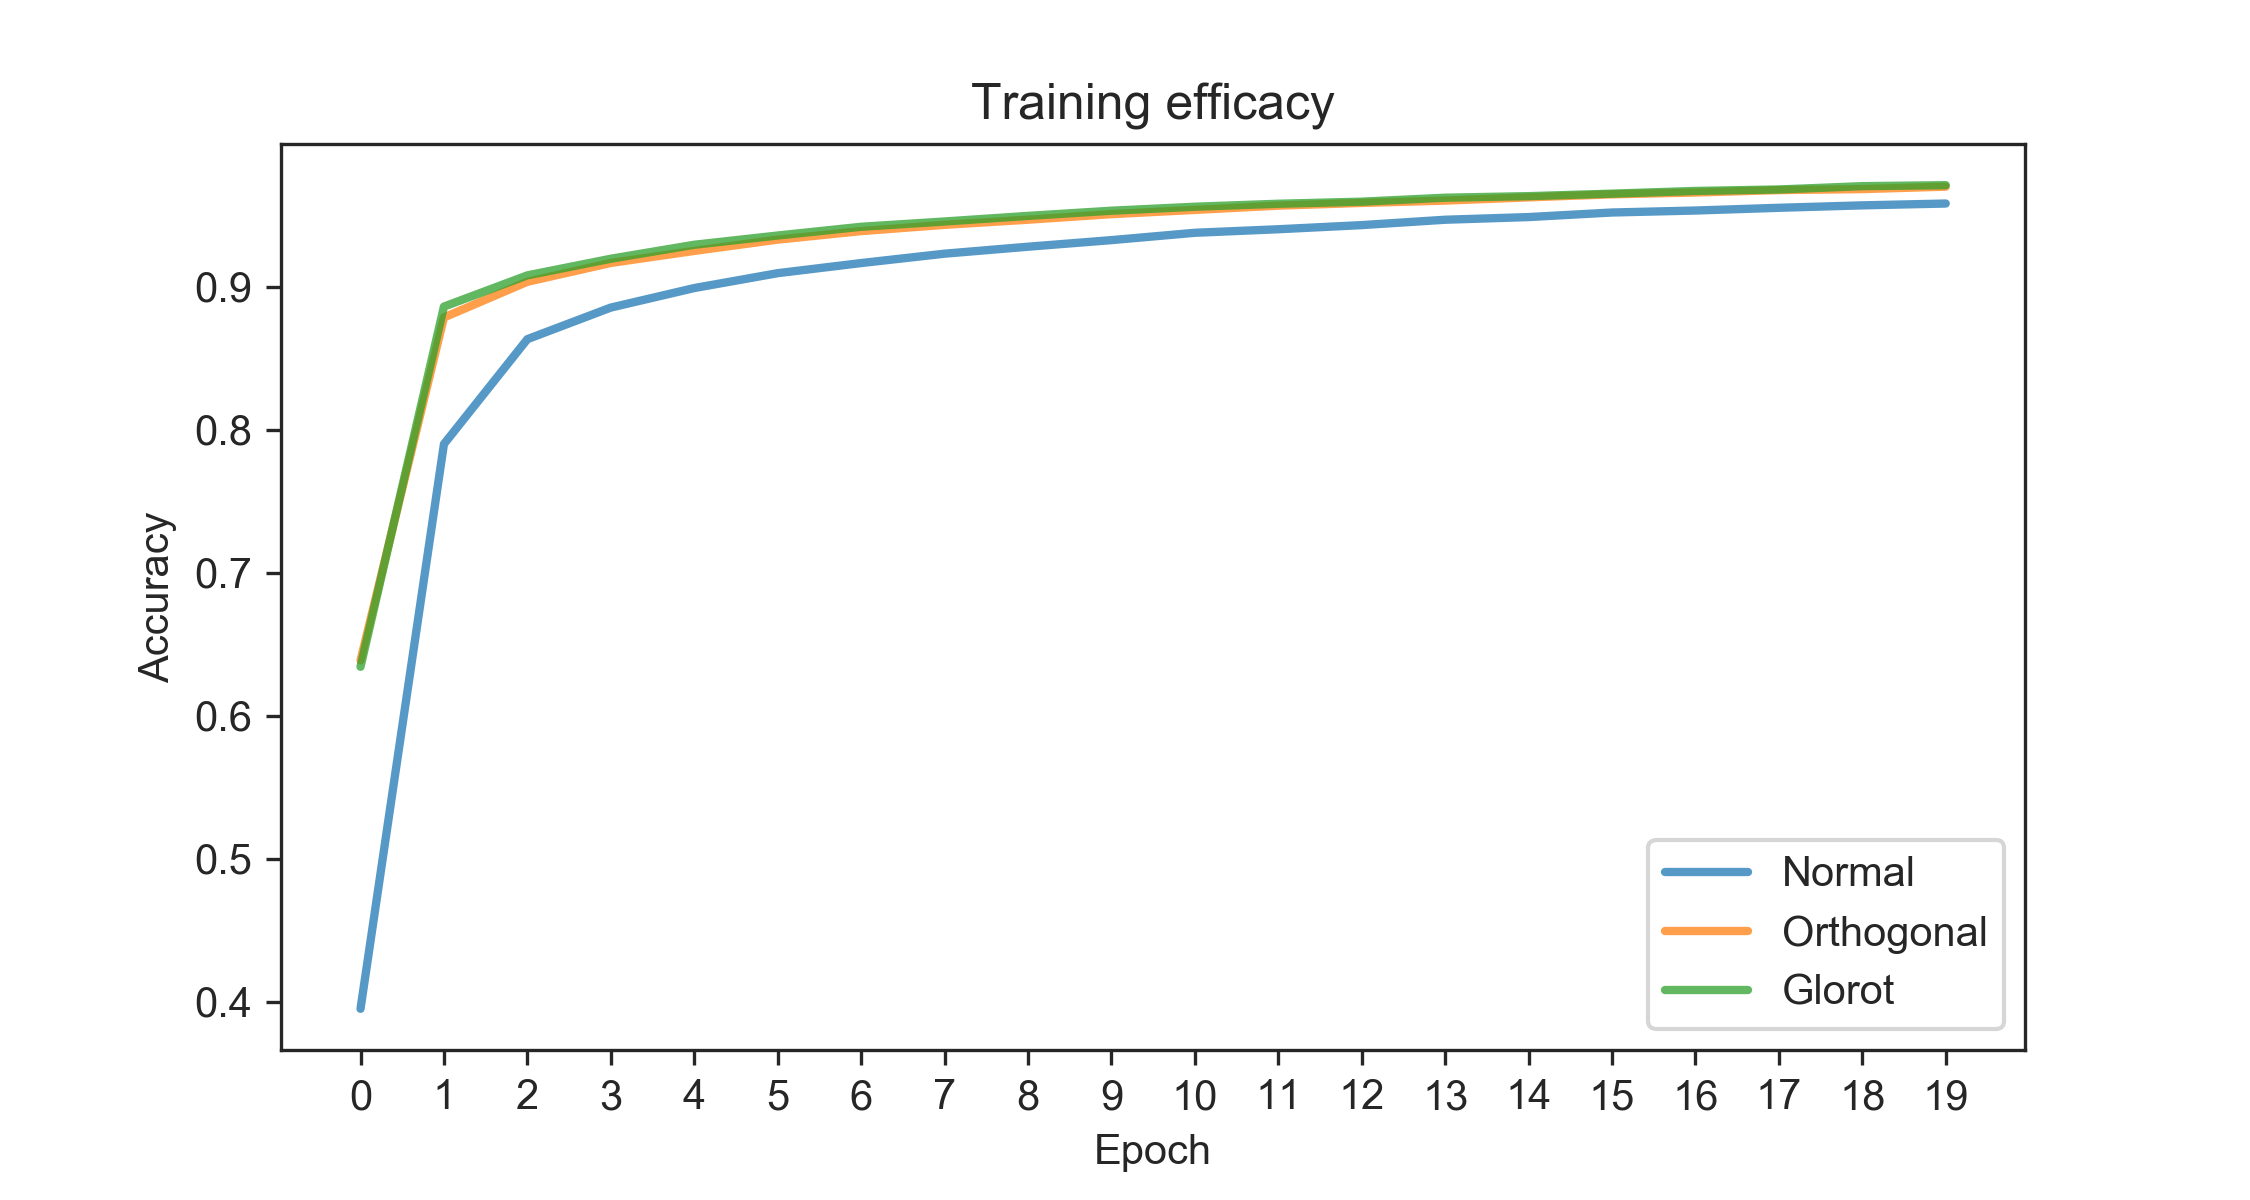 Training efficacy
Accuracy
0.9
0.8
0.7
0.6
0.5
0.4
Normal
Orthogonal
Glorot
0 1 2 3 4 5 6 7 8 9 10 11 12 13 14 15 16 17 18 19
Epoch